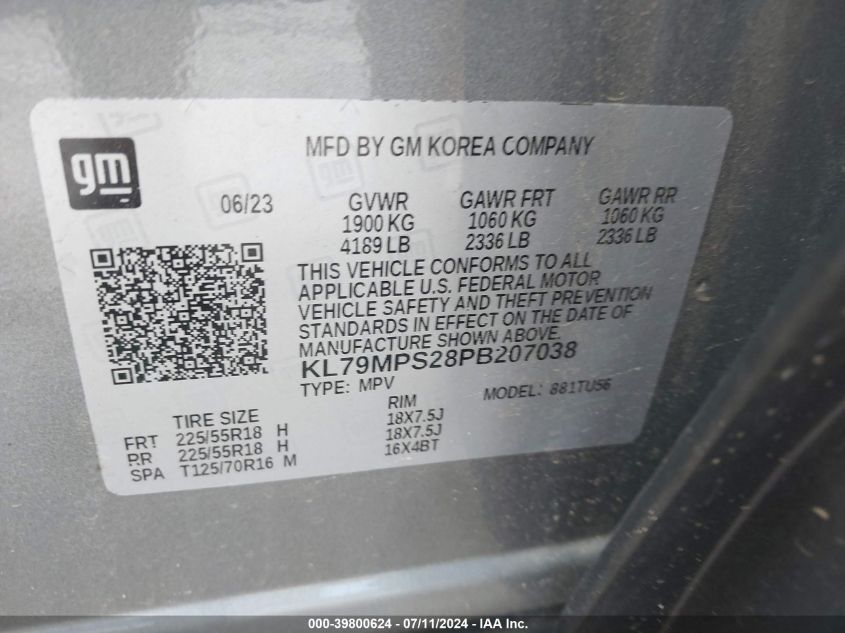 gm
MFD BY GM KOREA COMPANY
06/23
GVWR GAWR FRT GAWR RR
1900 KG 1060 KG 1060 KG
4189 LB 2336 LB 2336 LB
THIS VEHICLE CONFORMS TO ALL
APPLICABLE U.S. FEDERAL MOTOR
VEHICLE SAFETY AND THEFT PREVENTION
STANDARDS IN EFFECT ON THE DATE OF
MANUFACTURE SHOWN ABOVE.
KL79MPS28PB207038
TYPE: MPV MODEL: 881TU56
TIRE SIZE RIM
FRT 225/55R18 H 18X7.5J
RR 225/55R18 H 18X7.5J
SPA T125/70R16 M 16X4BT
000-39800624 - 07/11/2024 - IAA Inc.